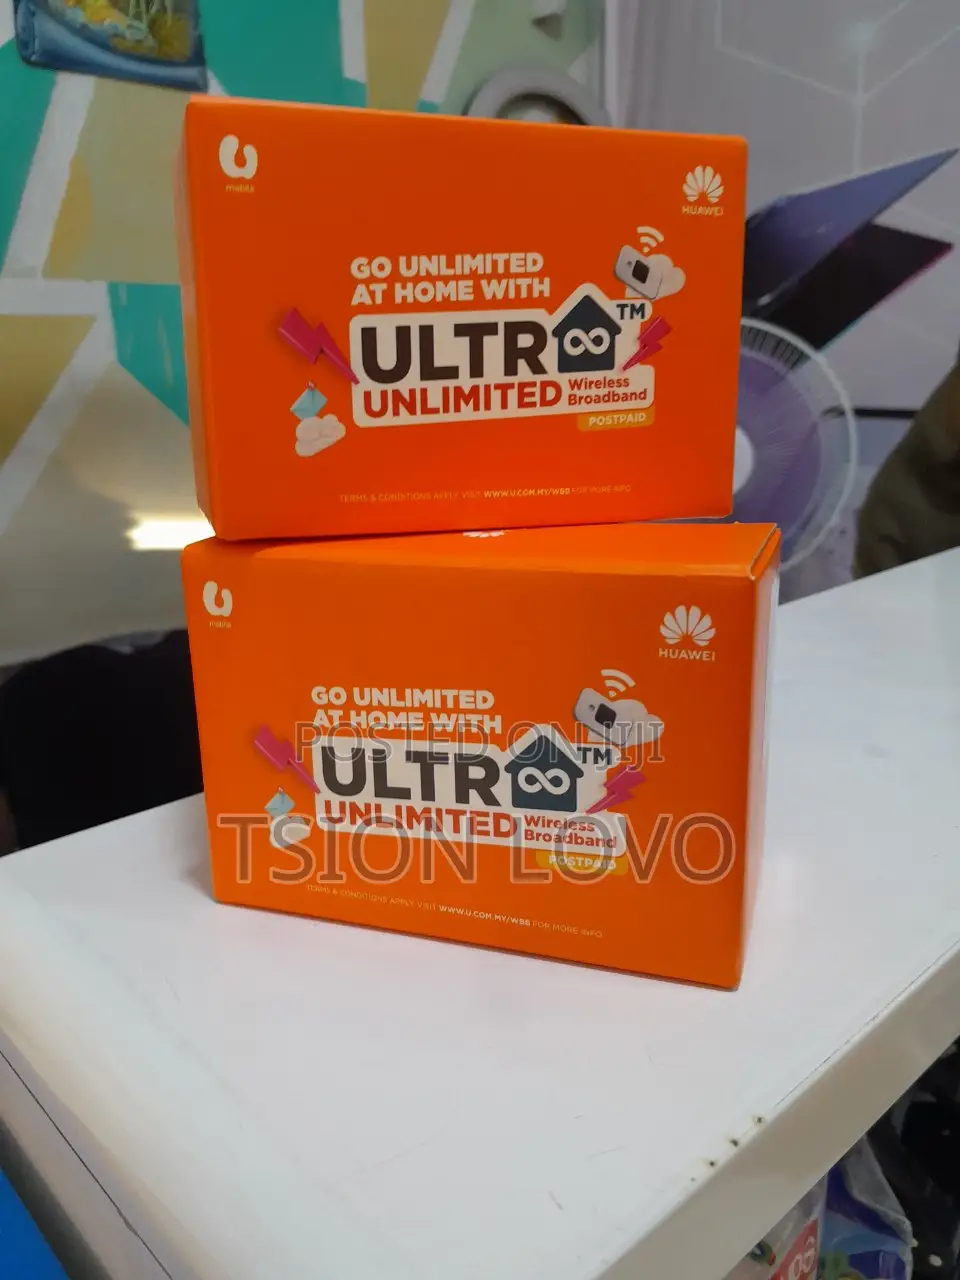 mobile
HUAWEI
GO UNLIMITED
AT HOME WITH
ULTR ∞ TM
UNLIMITED Wireless
Broadband
POSTPAID
TERMS & CONDITIONS APPLY. VISIT WWW.U.COM.MY/WBB FOR MORE INFO
HUAWEI
GO UNLIMITED
AT HOME WITH
POSTED ON JIJI
ULTR ∞ TM
UNLIMITED Wireless
Broadband
TSION LOVO
POSTPAID
TERMS & CONDITIONS APPLY. VISIT WWW.U.COM.MY/WBB FOR MORE INFO